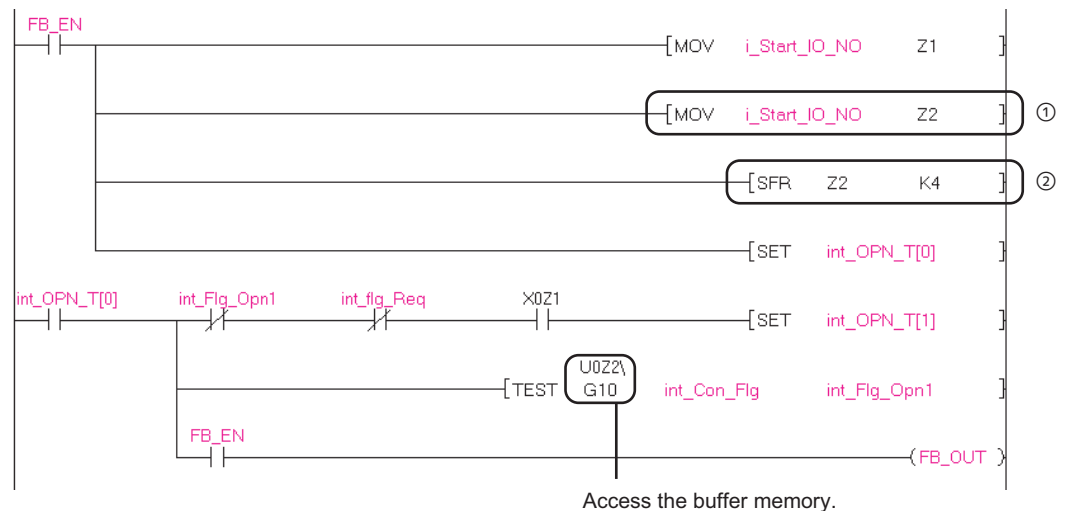 FB_EN
[MOV i_Start_IO_NO Z1 ]
[MOV i_Start_IO_NO Z2 ] ①
[SFR Z2 K4 ] ②
[SET int_OPN_T[0] ]
int_OPN_T[0] int_Flg_Opn1 int_flg_Req X0Z1
[SET int_OPN_T[1] ]
[TEST U0Z2\ G10 int_Con_Flg int_Flg_Opn1 ]
FB_EN
(FB_OUT )
Access the buffer memory.